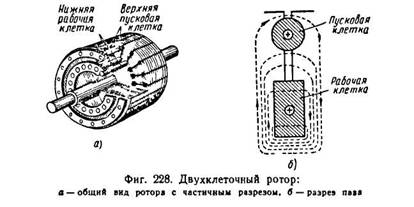 Нижняя рабочая клетка
Верхняя пусковая клетка
а)
Пусковая клетка
Рабочая клетка
б)
Фиг. 228. Двухклеточный ротор:
а — общий вид ротора с частичным разрезом, б — разрез паза